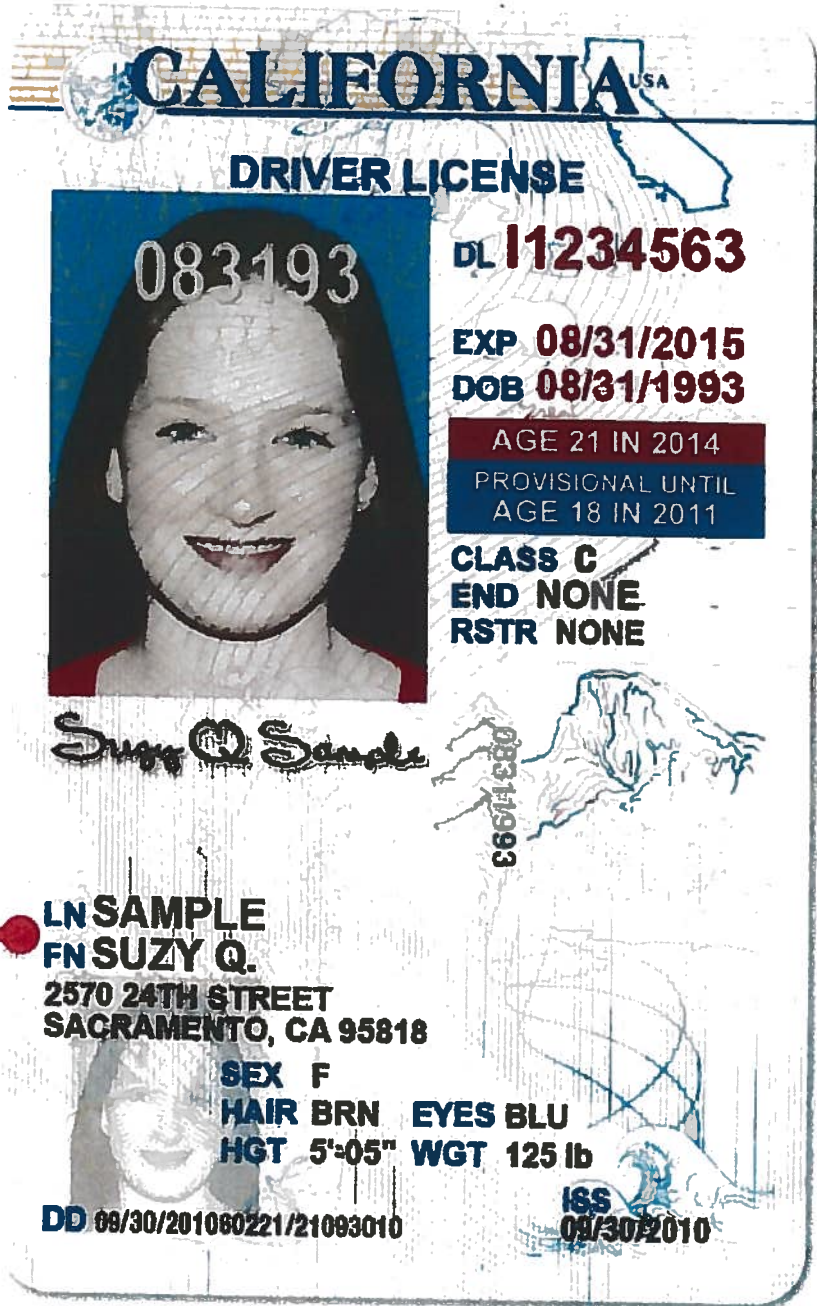 CALIFORNIA USA
DRIVER LICENSE
083193
DL I1234563
EXP 08/31/2015
DOB 08/31/1993
AGE 21 IN 2014
PROVISIONAL UNTIL
AGE 18 IN 2011
CLASS C
END NONE
RSTR NONE
Suzy Q Sample
08311993
LN SAMPLE
FN SUZY Q.
2570 24TH STREET
SACRAMENTO, CA 95818
SEX F
HAIR BRN EYES BLU
HGT 5'-05" WGT 125 lb
DD 09/30/201060221/21093010
ISS
09/30/2010